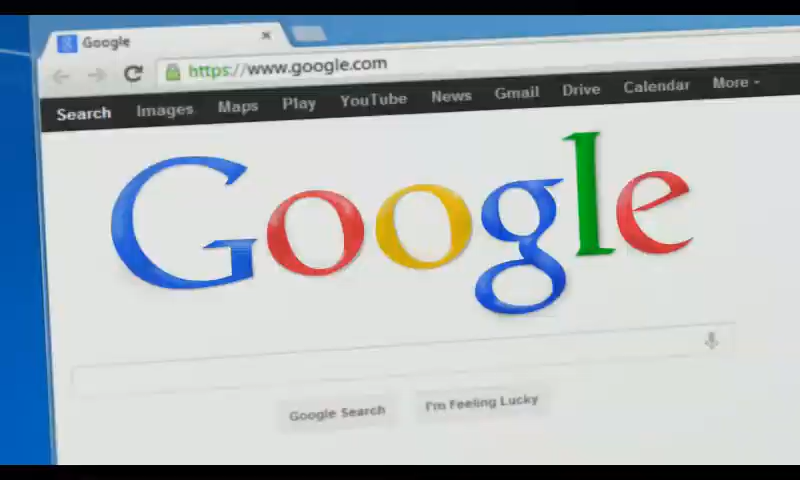 Google
https://www.google.com
Search Images Maps Play YouTube News Gmail Drive Calendar More
Google
Google Search I'm Feeling Lucky